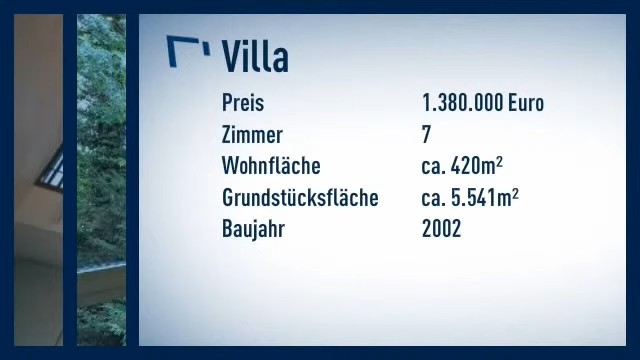 Villa
Preis 1.380.000 Euro
Zimmer 7
Wohnfläche ca. 420m²
Grundstücksfläche ca. 5.541m²
Baujahr 2002